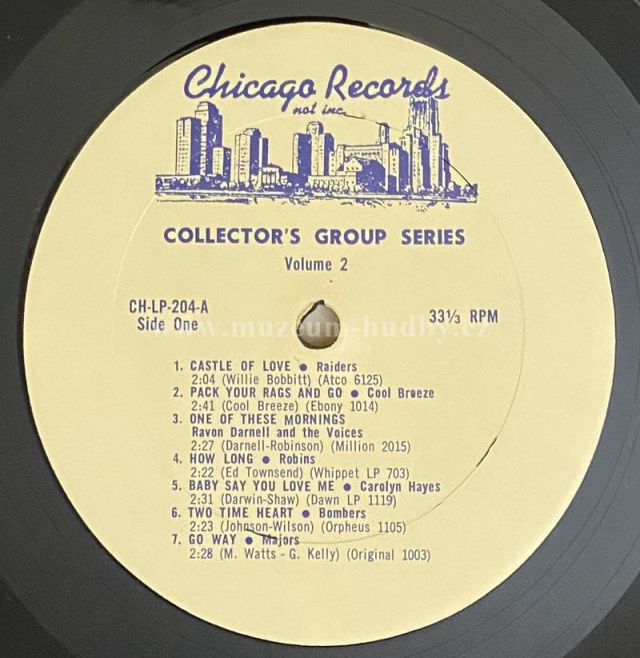 Chicago Records
not inc.
COLLECTOR'S GROUP SERIES
Volume 2
CH-LP-204-A
Side One
33⅓ RPM
www.muzeum-hudby.cz
1. CASTLE OF LOVE ● Raiders
2:04 (Willie Bobbitt) (Atco 6125)
2. PACK YOUR RAGS AND GO ● Cool Breeze
2:41 (Cool Breeze) (Ebony 1014)
3. ONE OF THESE MORNINGS
Ravon Darnell and the Voices
2:27 (Darnell-Robinson) (Million 2015)
4. HOW LONG ● Robins
2:22 (Ed Townsend) (Whippet LP 703)
5. BABY SAY YOU LOVE ME ● Carolyn Hayes
2:31 (Darwin-Shaw) (Dawn LP 1119)
6. TWO TIME HEART ● Bombers
2:23 (Johnson-Wilson) (Orpheus 1105)
7. GO WAY ● Majors
2:28 (M. Watts - G. Kelly) (Original 1003)